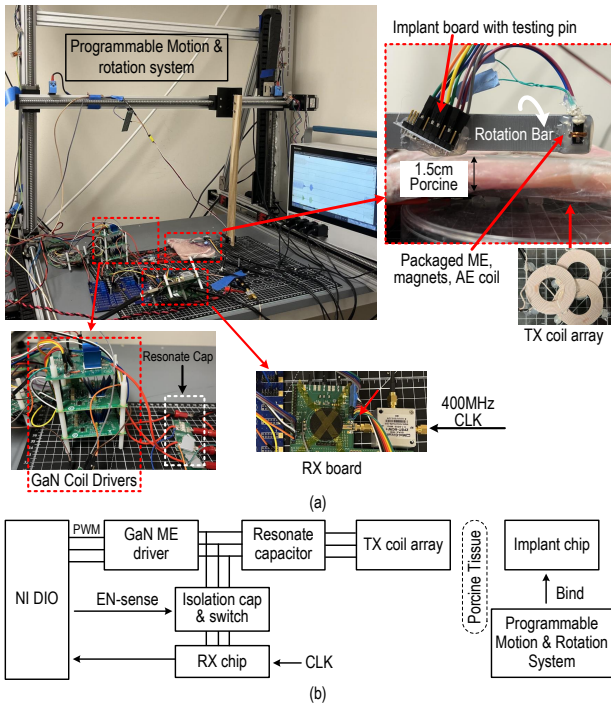 Programmable Motion &
rotation system
Implant board with testing pin
Rotation Bar
1.5cm
Porcine
Packaged ME,
magnets, AE coil
TX coil array
Resonate Cap
GaN Coil Drivers
400MHz
CLK
RX board
(a)
NI DIO
PWM
GaN ME
driver
Resonate
capacitor
TX coil array
Porcine Tissue
Implant chip
EN-sense
Isolation cap
& switch
Bind
RX chip
CLK
Programmable
Motion & Rotation
System
(b)